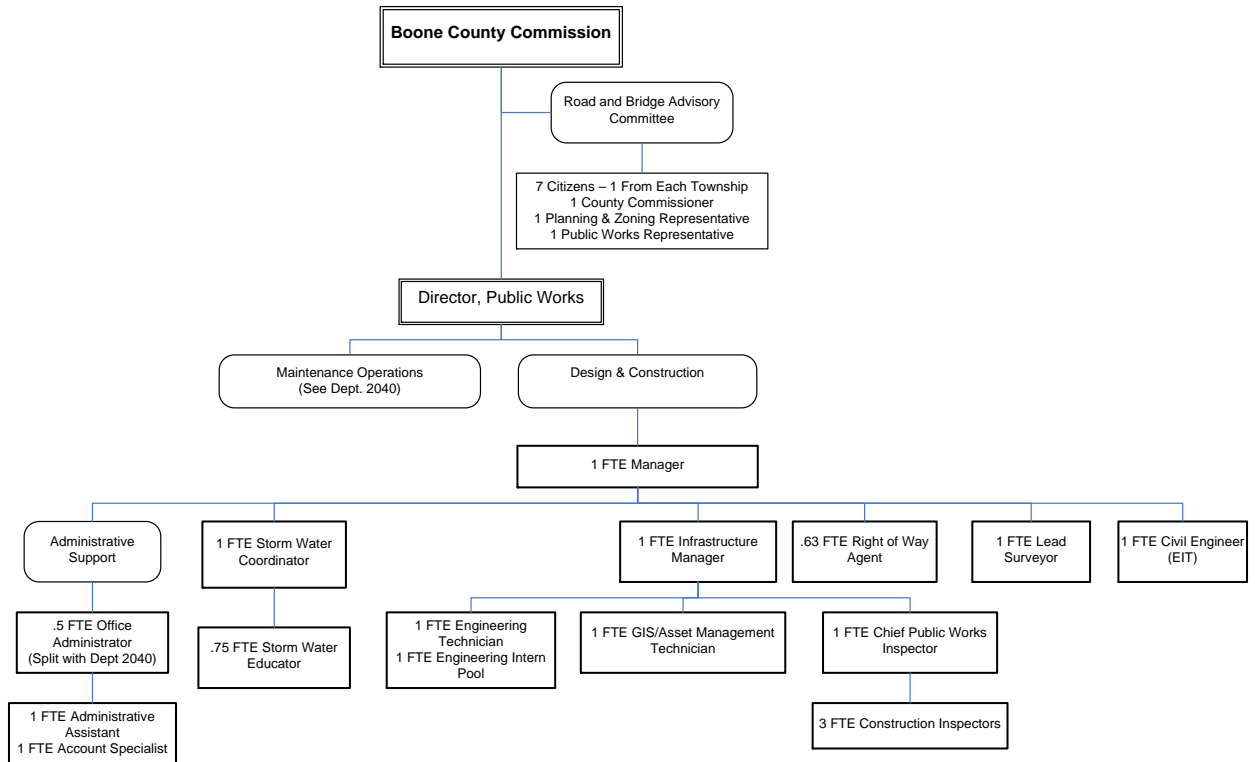 Boone County Commission
Road and Bridge Advisory
Committee
7 Citizens – 1 From Each Township
1 County Commissioner
1 Planning & Zoning Representative
1 Public Works Representative
Director, Public Works
Maintenance Operations
(See Dept. 2040)
Design & Construction
1 FTE Manager
Administrative
Support
1 FTE Storm Water
Coordinator
1 FTE Infrastructure
Manager
.63 FTE Right of Way
Agent
1 FTE Lead
Surveyor
1 FTE Civil Engineer
(EIT)
.5 FTE Office
Administrator
(Split with Dept 2040)
.75 FTE Storm Water
Educator
1 FTE Engineering
Technician
1 FTE Engineering Intern
Pool
1 FTE GIS/Asset Management
Technician
1 FTE Chief Public Works
Inspector
1 FTE Administrative
Assistant
1 FTE Account Specialist
3 FTE Construction Inspectors